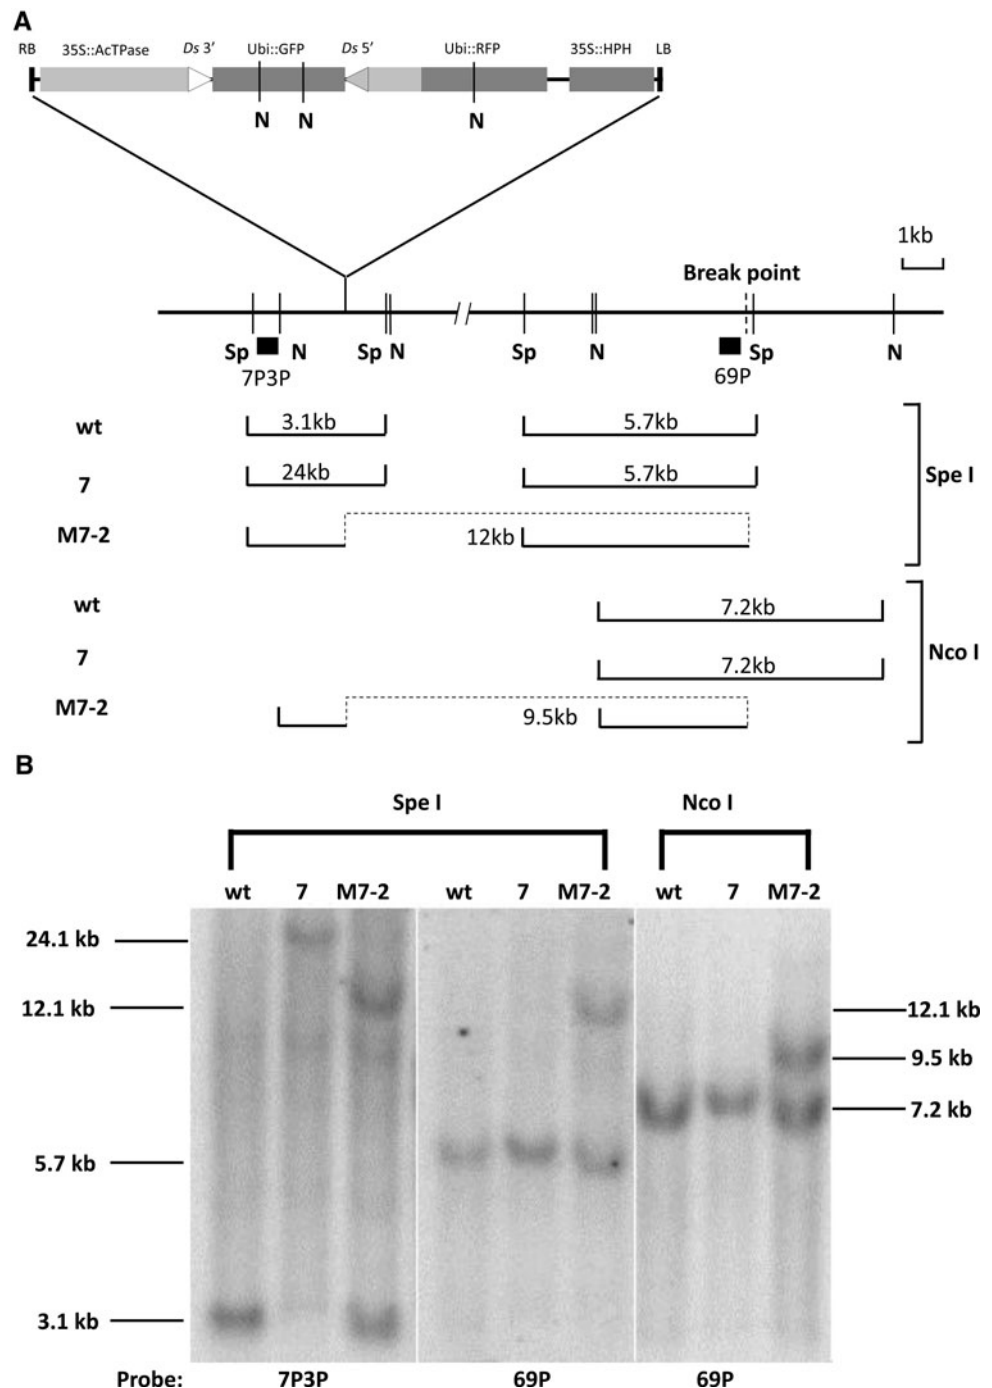 A
RB 35S::AcTPase Ds 3′ Ubi::GFP Ds 5′ Ubi::RFP 35S::HPH LB
N N N
1kb
Break point
Sp N Sp N Sp N Sp N
7P3P 69P
wt 3.1kb 5.7kb
7 24kb 5.7kb
M7-2 12kb
Spe I
wt 7.2kb
7 7.2kb
M7-2 9.5kb
Nco I
B
Spe I Nco I
wt 7 M7-2 wt 7 M7-2 wt 7 M7-2
24.1 kb
12.1 kb 12.1 kb
9.5 kb
7.2 kb
5.7 kb
3.1 kb
Probe: 7P3P 69P 69P